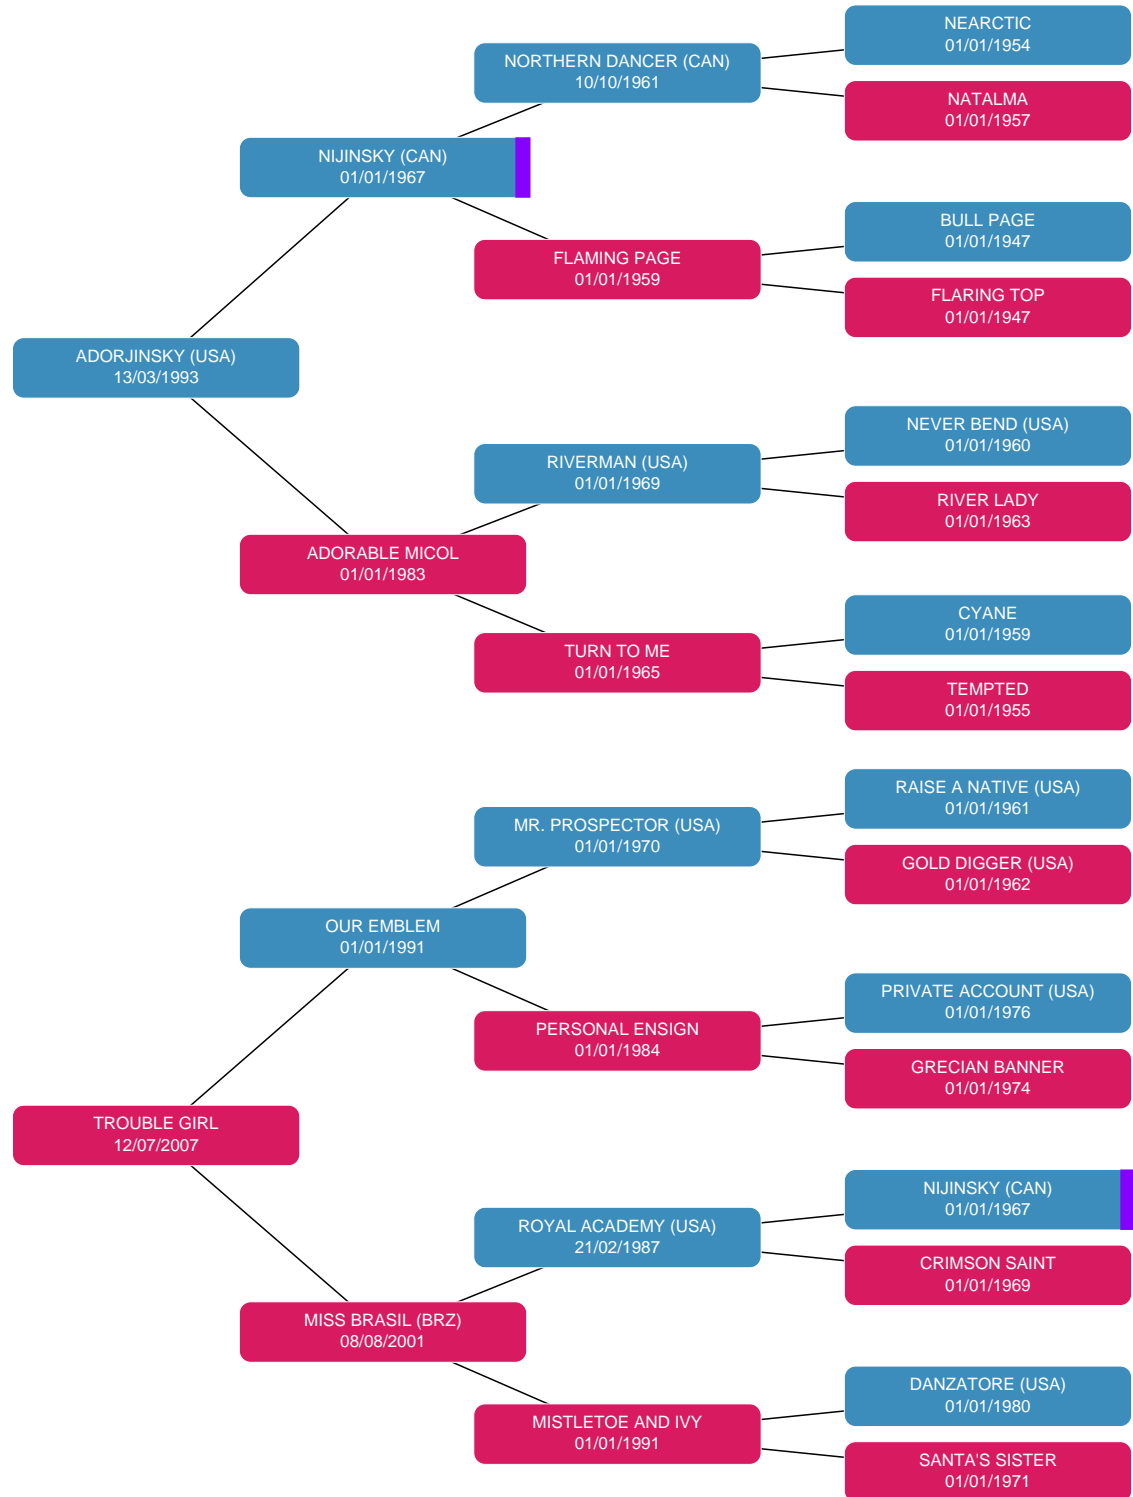 NEARCTIC
01/01/1954
NORTHERN DANCER (CAN)
10/10/1961
NATALMA
01/01/1957
NIJINSKY (CAN)
01/01/1967
BULL PAGE
01/01/1947
FLAMING PAGE
01/01/1959
FLARING TOP
01/01/1947
ADORJINSKY (USA)
13/03/1993
NEVER BEND (USA)
01/01/1960
RIVERMAN (USA)
01/01/1969
RIVER LADY
01/01/1963
ADORABLE MICOL
01/01/1983
CYANE
01/01/1959
TURN TO ME
01/01/1965
TEMPTED
01/01/1955
RAISE A NATIVE (USA)
01/01/1961
MR. PROSPECTOR (USA)
01/01/1970
GOLD DIGGER (USA)
01/01/1962
OUR EMBLEM
01/01/1991
PRIVATE ACCOUNT (USA)
01/01/1976
PERSONAL ENSIGN
01/01/1984
GRECIAN BANNER
01/01/1974
TROUBLE GIRL
12/07/2007
NIJINSKY (CAN)
01/01/1967
ROYAL ACADEMY (USA)
21/02/1987
CRIMSON SAINT
01/01/1969
MISS BRASIL (BRZ)
08/08/2001
DANZATORE (USA)
01/01/1980
MISTLETOE AND IVY
01/01/1991
SANTA'S SISTER
01/01/1971